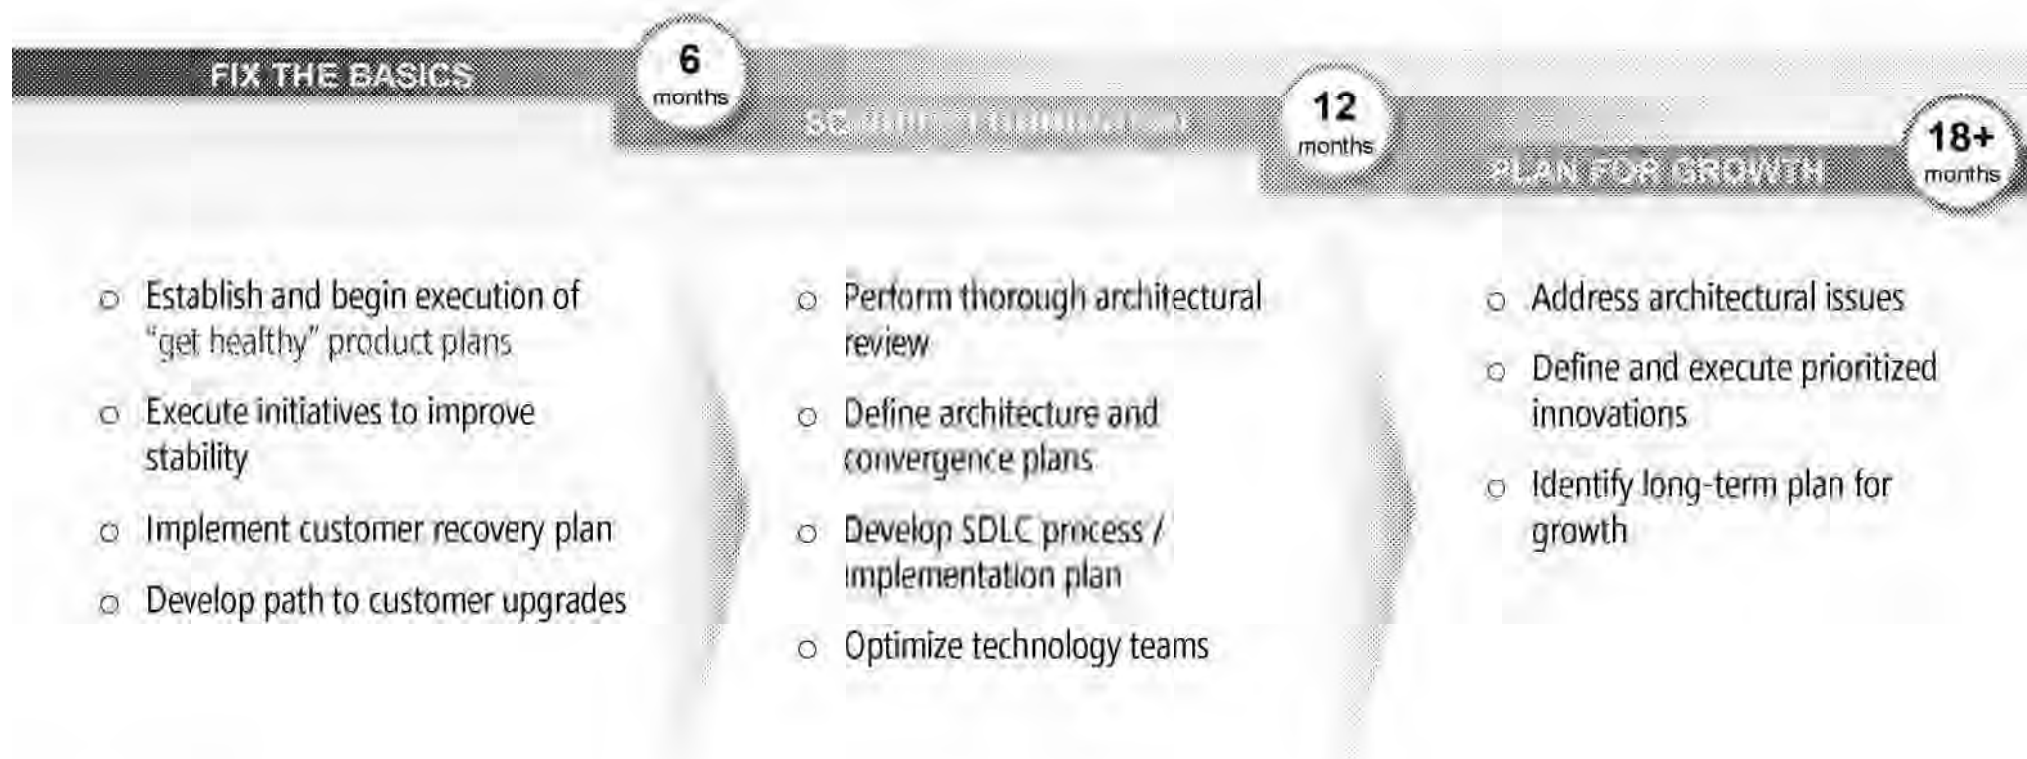 FIX THE BASICS
6
months
12
months
PLAN FOR GROWTH
18+
months
Establish and begin execution of
"get healthy" product plans
Execute initiatives to improve
stability
Implement customer recovery plan
Develop path to customer upgrades
Perform thorough architectural
review
Define architecture and
convergence plans
Develop SDLC process /
implementation plan
Optimize technology teams
Address architectural issues
Define and execute prioritized
innovations
Identify long-term plan for
growth